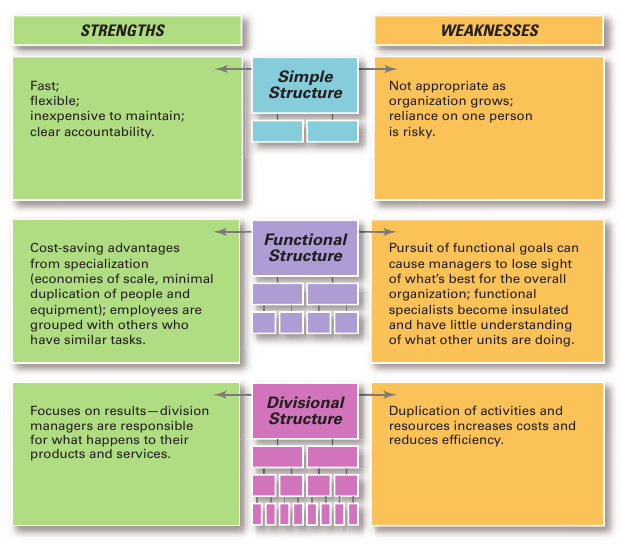 STRENGTHS
WEAKNESSES
Fast;
flexible;
inexpensive to maintain;
clear accountability.
Simple
Structure
Not appropriate as
organization grows;
reliance on one person
is risky.
Cost-saving advantages
from specialization
(economies of scale, minimal
duplication of people and
equipment); employees are
grouped with others who
have similar tasks.
Functional
Structure
Pursuit of functional goals can
cause managers to lose sight
of what's best for the overall
organization; functional
specialists become insulated
and have little understanding
of what other units are doing.
Focuses on results—division
managers are responsible
for what happens to their
products and services.
Divisional
Structure
Duplication of activities and
resources increases costs and
reduces efficiency.